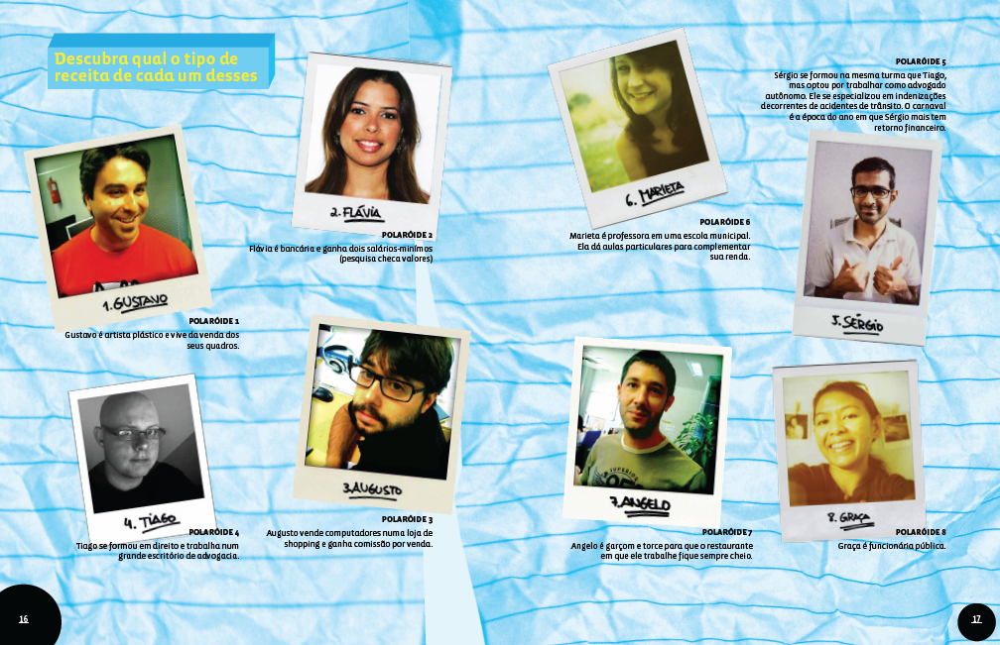 Descubra qual o tipo de
receita de cada um desses
1. GUSTAVO
POLARÓIDE 1
Gustavo é artista plástico e vive da venda dos
seus quadros.
2. FLÁVIA
POLARÓIDE 2
Flávia é bancária e ganha dois salários-mínimos
(pesquisa checa valores)
3. AUGUSTO
POLARÓIDE 3
Augusto vende computadores numa loja de
shopping e ganha comissão por venda.
4. TIAGO
POLARÓIDE 4
Tiago se formou em direito e trabalha num
grande escritório de advogacia.
16
POLARÓIDE 5
Sérgio se formou na mesma turma que Tiago,
mas optou por trabalhar como advogado
autônomo. Ele se especializou em indenizações
decorrentes de acidentes de trânsito. O carnaval
é a época do ano em que Sérgio mais tem
retorno financeiro.
5. SÉRGIO
6. MARIETA
POLARÓIDE 6
Marieta é professora em uma escola municipal.
Ela dá aulas particulares para complementar
sua renda.
7. ANGELO
POLARÓIDE 7
Angelo é garçom e torce para que o restaurante
em que ele trabalhe fique sempre cheio.
8. GRAÇA
POLARÓIDE 8
Graça é funcionária pública.
17